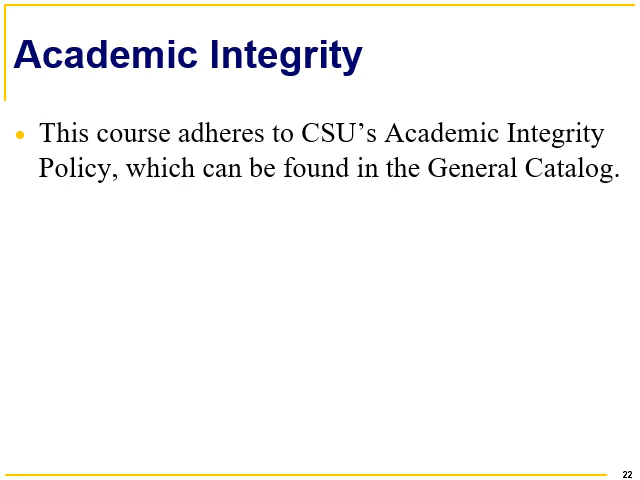 Academic Integrity
• This course adheres to CSU’s Academic Integrity
Policy, which can be found in the General Catalog.
22